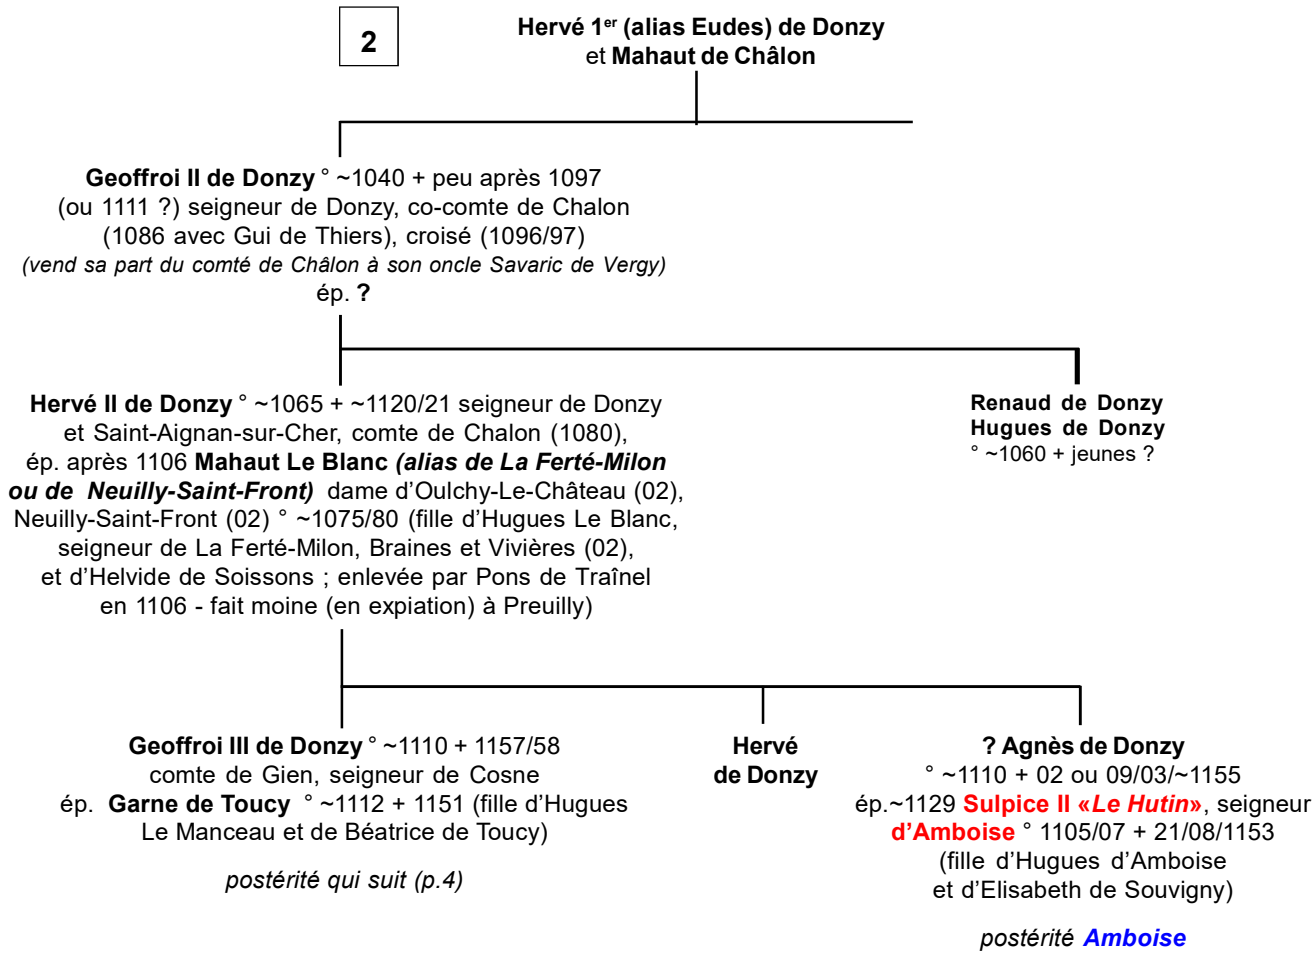 2
Hervé 1er (alias Eudes) de Donzy
et Mahaut de Châlon
Geoffroi II de Donzy ° ~1040 + peu après 1097
(ou 1111 ?) seigneur de Donzy, co-comte de Chalon
(1086 avec Gui de Thiers), croisé (1096/97)
(vend sa part du comté de Châlon à son oncle Savaric de Vergy)
ép. ?
Hervé II de Donzy ° ~1065 + ~1120/21 seigneur de Donzy
et Saint-Aignan-sur-Cher, comte de Chalon (1080),
ép. après 1106 Mahaut Le Blanc (alias de La Ferté-Milon
ou de Neuilly-Saint-Front) dame d'Oulchy-Le-Château (02),
Neuilly-Saint-Front (02) ° ~1075/80 (fille d'Hugues Le Blanc,
seigneur de La Ferté-Milon, Braines et Vivières (02),
et d'Helvide de Soissons ; enlevée par Pons de Traînel
en 1106 - fait moine (en expiation) à Preuilly)
Renaud de Donzy
Hugues de Donzy
° ~1060 + jeunes ?
Geoffroi III de Donzy ° ~1110 + 1157/58
comte de Gien, seigneur de Cosne
ép. Garne de Toucy ° ~1112 + 1151 (fille d'Hugues
Le Manceau et de Béatrice de Toucy)
postérité qui suit (p.4)
Hervé
de Donzy
? Agnès de Donzy
° ~1110 + 02 ou 09/03/~1155
ép.~1129 Sulpice II «Le Hutin», seigneur
d'Amboise ° 1105/07 + 21/08/1153
(fille d'Hugues d'Amboise
et d'Elisabeth de Souvigny)
postérité Amboise